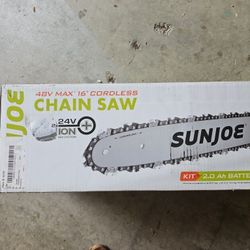 48V MAX* 16" CORDLESS
CHAIN SAW
JOE
24V
ION+
SUNJOE
KIT 2.0 Ah BATTE